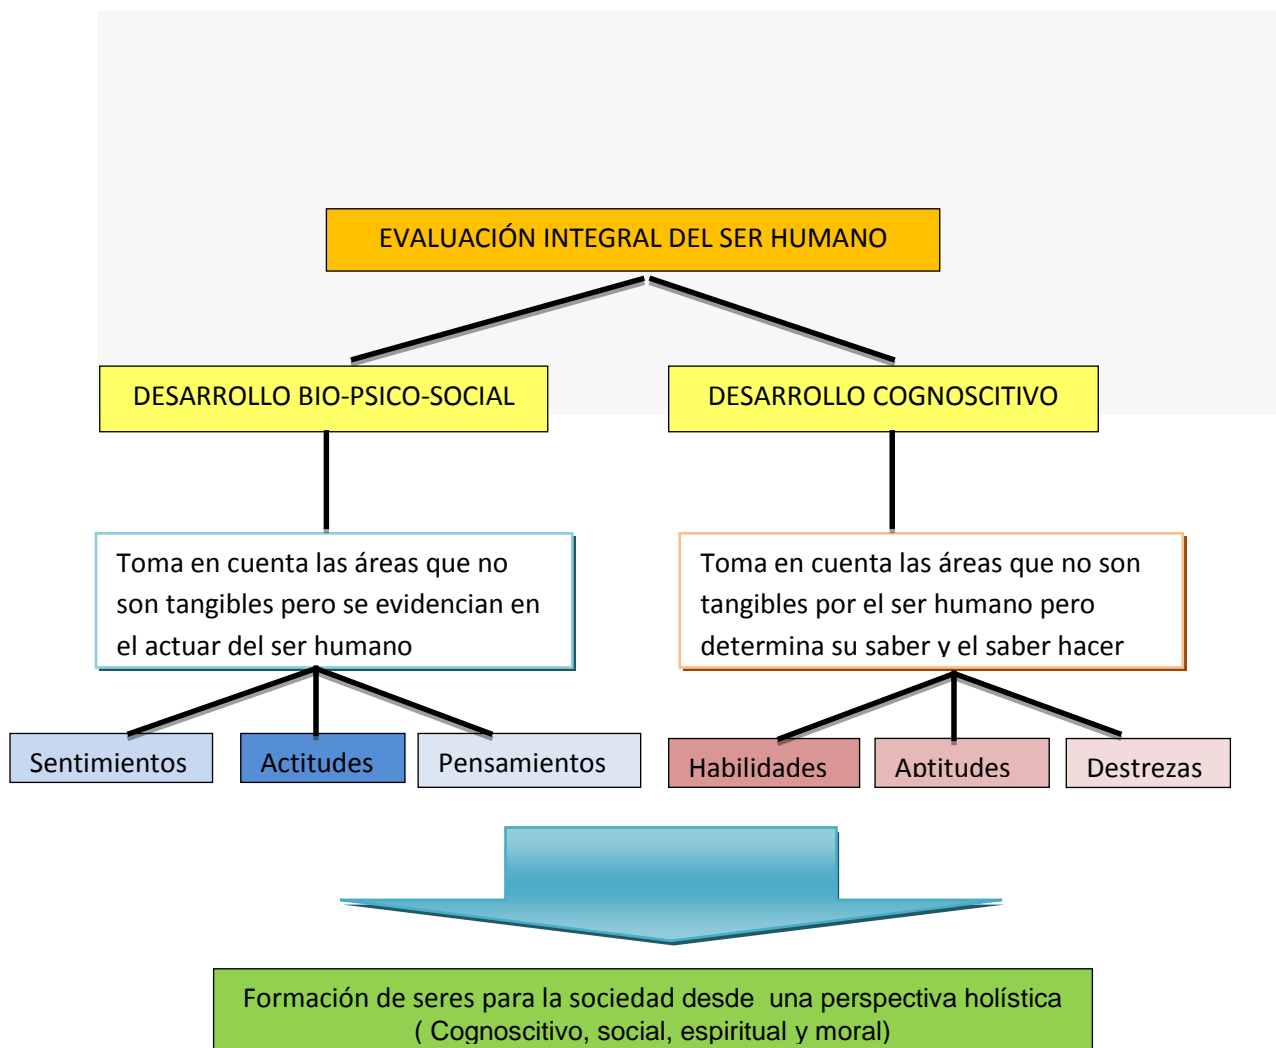 EVALUACIÓN INTEGRAL DEL SER HUMANO
DESARROLLO BIO-PSICO-SOCIAL
DESARROLLO COGNOSCITIVO
Toma en cuenta las áreas que no
son tangibles pero se evidencian en
el actuar del ser humano
Toma en cuenta las áreas que no son
tangibles por el ser humano pero
determina su saber y el saber hacer
Sentimientos
Actitudes
Pensamientos
Habilidades
Aptitudes
Destrezas
Formación de seres para la sociedad desde una perspectiva holística
( Cognoscitivo, social, espiritual y moral)